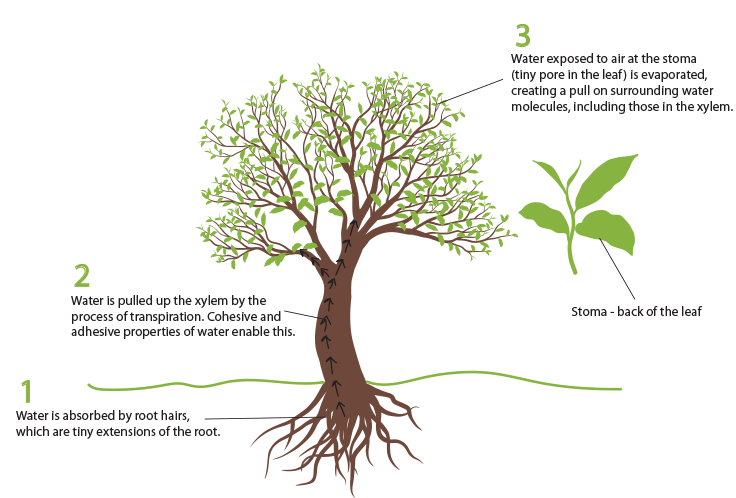 3
Water exposed to air at the stoma
(tiny pore in the leaf) is evaporated,
creating a pull on surrounding water
molecules, including those in the xylem.
2
Water is pulled up the xylem by the
process of transpiration. Cohesive and
adhesive properties of water enable this.
Stoma - back of the leaf
1
Water is absorbed by root hairs,
which are tiny extensions of the root.